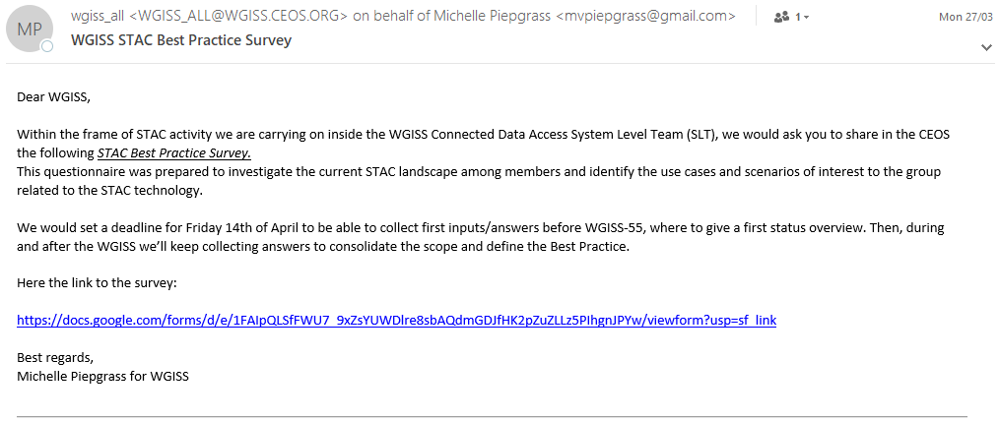 MP
wgiss_all <WGISS_ALL@WGISS.CEOS.ORG> on behalf of Michelle Piepgrass <mvpiepgrass@gmail.com>
1
Mon 27/03
WGISS STAC Best Practice Survey
Dear WGISS,
Within the frame of STAC activity we are carrying on inside the WGISS Connected Data Access System Level Team (SLT), we would ask you to share in the CEOS
the following STAC Best Practice Survey.
This questionnaire was prepared to investigate the current STAC landscape among members and identify the use cases and scenarios of interest to the group
related to the STAC technology.
We would set a deadline for Friday 14th of April to be able to collect first inputs/answers before WGISS-55, where to give a first status overview. Then, during
and after the WGISS we’ll keep collecting answers to consolidate the scope and define the Best Practice.
Here the link to the survey:
https://docs.google.com/forms/d/e/1FAIpQLSfFWU7_9xZsYUWDlre8sbAQdmGDJfHK2pZuZLLz5PIhgnJPYw/viewform?usp=sf_link
Best regards,
Michelle Piepgrass for WGISS